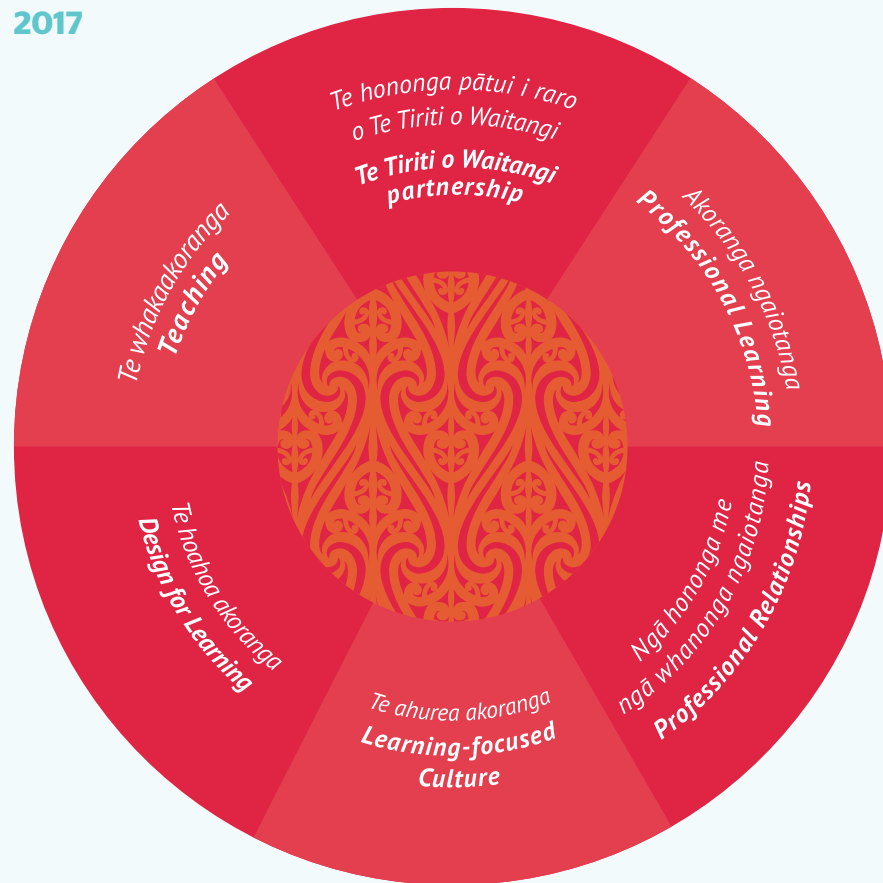 2017
Te hononga pātui i raro
o Te Tiriti o Waitangi
Te Tiriti o Waitangi
partnership
Akoranga ngaiotanga
Professional Learning
Ngā hononga me
ngā whanonga ngaiotanga
Professional Relationships
Te ahurea akoranga
Learning-focused
Culture
Te hoahoa akoranga
Design for Learning
Te whakaakoranga
Teaching